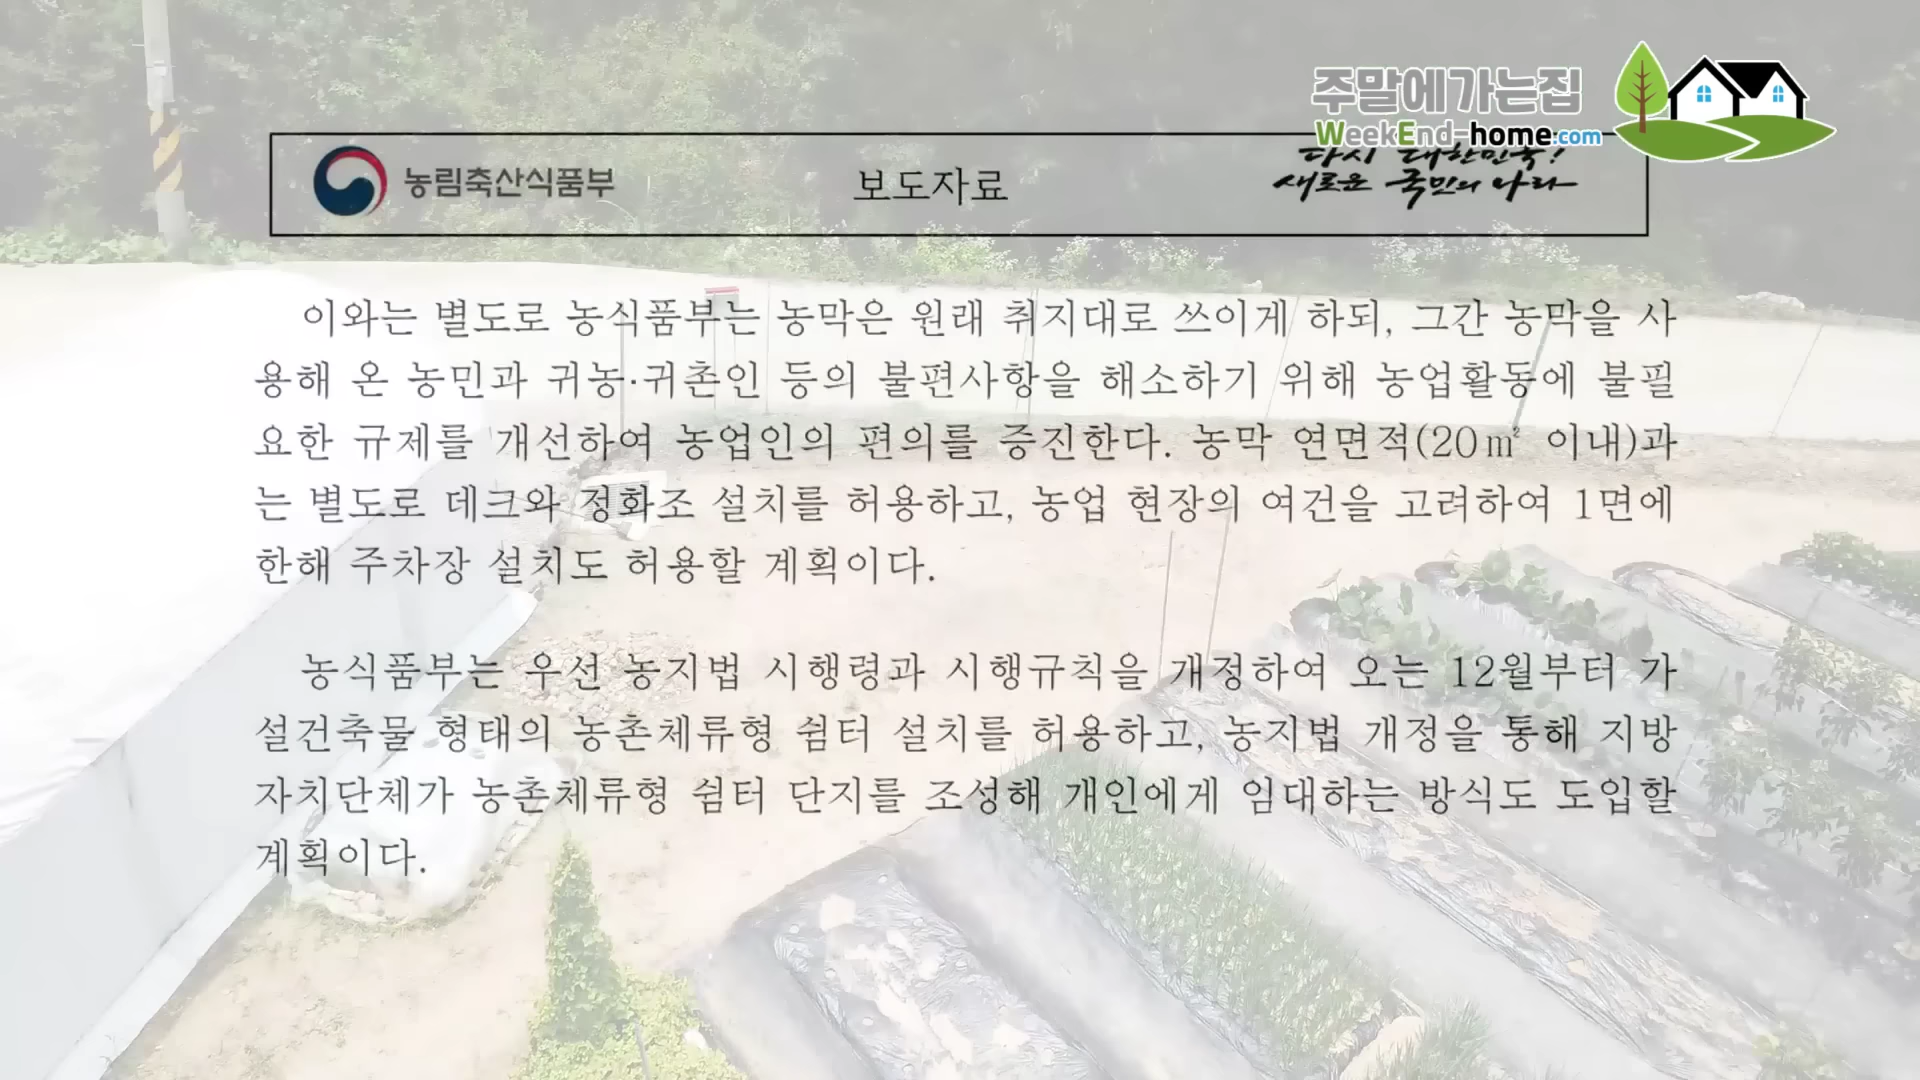 주말에가는집
WeekEnd-home.com
농림축산식품부 보도자료 다시 대한민국!
새로운 국민의 나라
이와는 별도로 농식품부는 농막은 원래 취지대로 쓰이게 하되, 그간 농막을 사
용해 온 농민과 귀농·귀촌인 등의 불편사항을 해소하기 위해 농업활동에 불필
요한 규제를 개선하여 농업인의 편의를 증진한다. 농막 연면적(20㎡ 이내)과
는 별도로 데크와 정화조 설치를 허용하고, 농업 현장의 여건을 고려하여 1면에
한해 주차장 설치도 허용할 계획이다.
농식품부는 우선 농지법 시행령과 시행규칙을 개정하여 오는 12월부터 가
설건축물 형태의 농촌체류형 쉼터 설치를 허용하고, 농지법 개정을 통해 지방
자치단체가 농촌체류형 쉼터 단지를 조성해 개인에게 임대하는 방식도 도입할
계획이다.